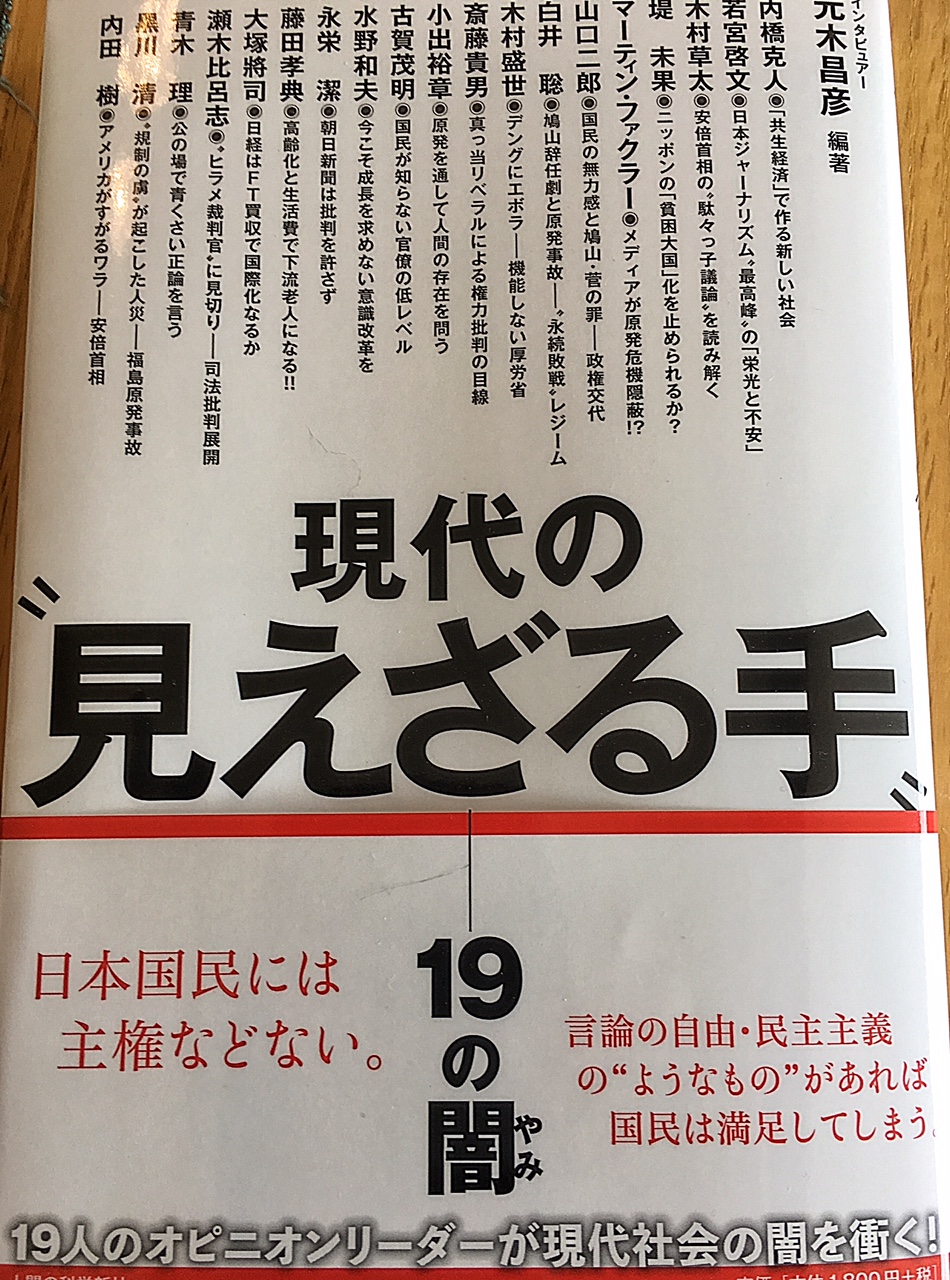 インタビュアー
元木昌彦 編著
内橋克人●「共生経済」で作る新しい社会
若宮啓文●日本ジャーナリズム〝最高峰〟の「栄光と不安」
木村草太●安倍首相の〝駄々っ子議論〟を読み解く
堤 未果●ニッポンの「貧困大国」化を止められるか?
マーティン・ファクラー●メディアが原発危機隠蔽!?
山口二郎●国民の無力感と鳩山・菅の罪――政権交代
白井 聡●鳩山辞任劇と原発事故――〝永続敗戦〟レジーム
木村盛世●デングにエボラ――機能しない厚労省
斎藤貴男●真っ当リベラルによる権力批判の目線
小出裕章●原発を通して人間の存在を問う
古賀茂明●国民が知らない官僚の低レベル
水野和夫●今こそ成長を求めない意識改革を
永栄 潔●朝日新聞は批判を許さず
藤田孝典●高齢化と生活費で下流老人になる!!
大塚將司●日経はFT買収で国際化なるか
瀬木比呂志●〝ヒラメ裁判官〟に見切り――司法批判展開
青木 理●公の場で青くさい正論を言う
黒川 清●〝規制の虜〟が起こした人災――福島原発事故
内田 樹●アメリカがすがるワラ――安倍首相
現代の
〝見えざる手〟
19の闇
やみ
言論の自由・民主主義
の“ようなもの”があれば
国民は満足してしまう。
日本国民には
主権などない。
19人のオピニオンリーダーが現代社会の闇を衝く!